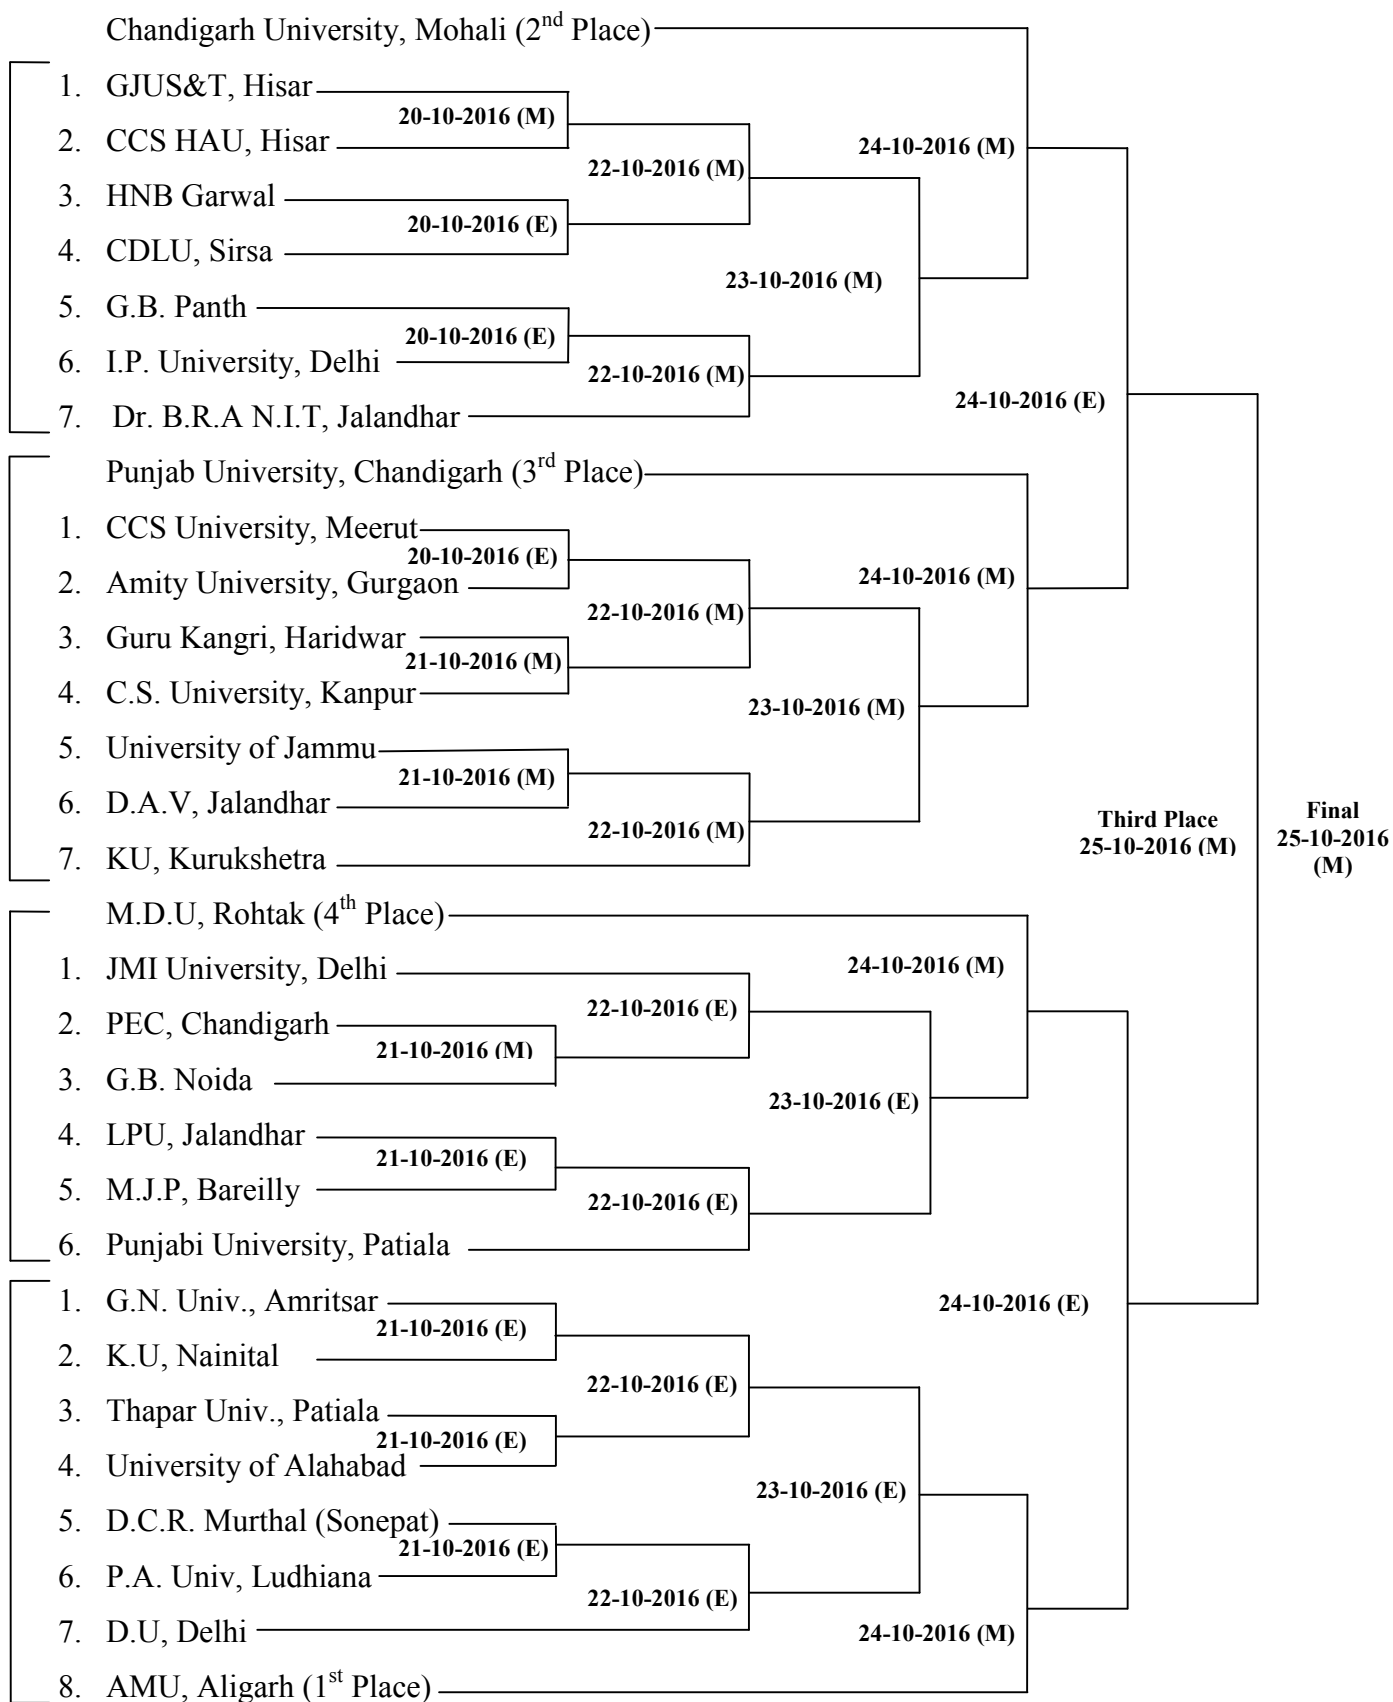 Chandigarh University, Mohali (2nd Place)
1. GJUS&T, Hisar
20-10-2016 (M)
2. CCS HAU, Hisar
24-10-2016 (M)
22-10-2016 (M)
3. HNB Garwal
20-10-2016 (E)
4. CDLU, Sirsa
23-10-2016 (M)
5. G.B. Panth
20-10-2016 (E)
6. I.P. University, Delhi
22-10-2016 (M)
24-10-2016 (E)
7. Dr. B.R.A N.I.T, Jalandhar
Punjab University, Chandigarh (3rd Place)
1. CCS University, Meerut
20-10-2016 (E)
2. Amity University, Gurgaon
24-10-2016 (M)
22-10-2016 (M)
3. Guru Kangri, Haridwar
21-10-2016 (M)
4. C.S. University, Kanpur
23-10-2016 (M)
5. University of Jammu
21-10-2016 (M)
6. D.A.V, Jalandhar
22-10-2016 (M)
Third Place
25-10-2016 (M)
Final
25-10-2016
(M)
7. KU, Kurukshetra
M.D.U, Rohtak (4th Place)
1. JMI University, Delhi
24-10-2016 (M)
22-10-2016 (E)
2. PEC, Chandigarh
21-10-2016 (M)
3. G.B. Noida
23-10-2016 (E)
4. LPU, Jalandhar
21-10-2016 (E)
5. M.J.P, Bareilly
22-10-2016 (E)
6. Punjabi University, Patiala
1. G.N. Univ., Amritsar
24-10-2016 (E)
21-10-2016 (E)
2. K.U, Nainital
22-10-2016 (E)
3. Thapar Univ., Patiala
21-10-2016 (E)
4. University of Alahabad
23-10-2016 (E)
5. D.C.R. Murthal (Sonepat)
21-10-2016 (E)
6. P.A. Univ, Ludhiana
22-10-2016 (E)
7. D.U, Delhi
24-10-2016 (M)
8. AMU, Aligarh (1st Place)